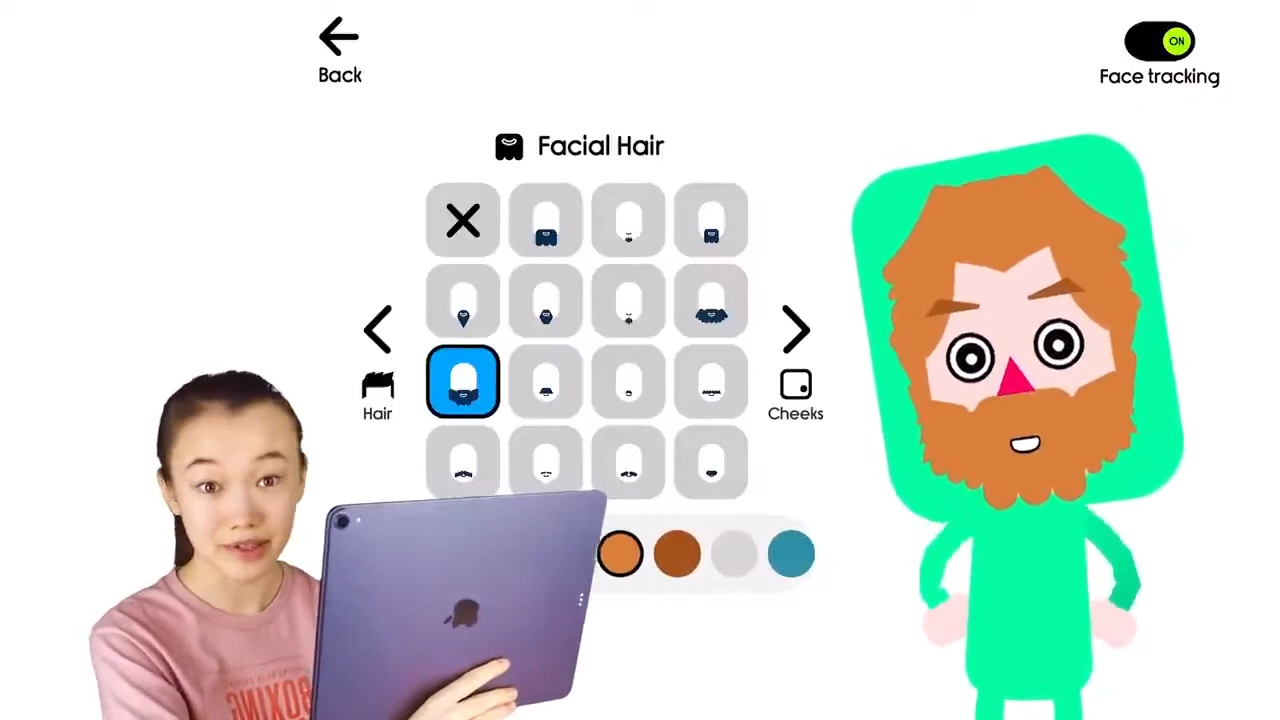 Back
ON
Face tracking
Facial Hair
Hair
Cheeks